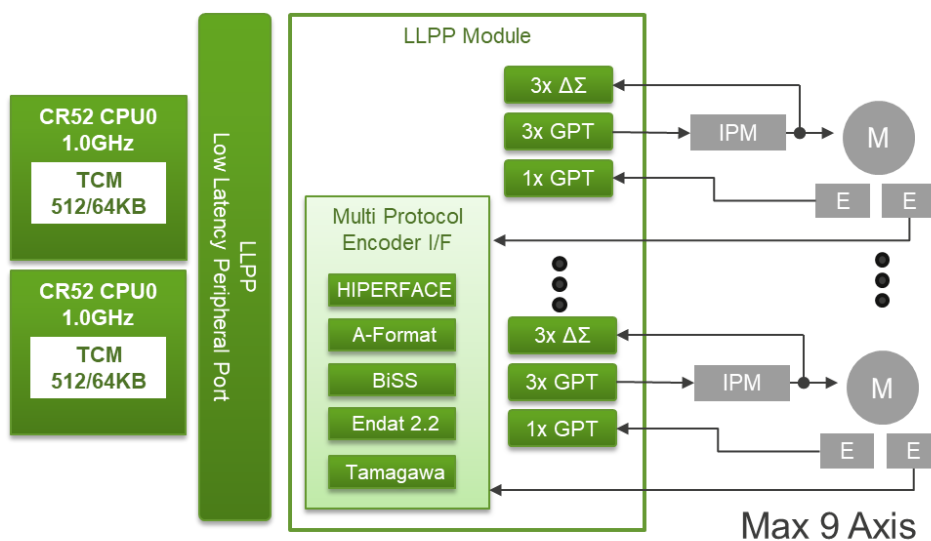 LLPP Module
CR52 CPU0
1.0GHz
TCM
512/64KB
CR52 CPU0
1.0GHz
TCM
512/64KB
LLPP
Low Latency Peripheral Port
Multi Protocol
Encoder I/F
HIPERFACE
A-Format
BiSS
Endat 2.2
Tamagawa
3x ΔΣ
3x GPT
1x GPT
IPM
M
E
E
3x ΔΣ
3x GPT
1x GPT
IPM
M
E
E
Max 9 Axis